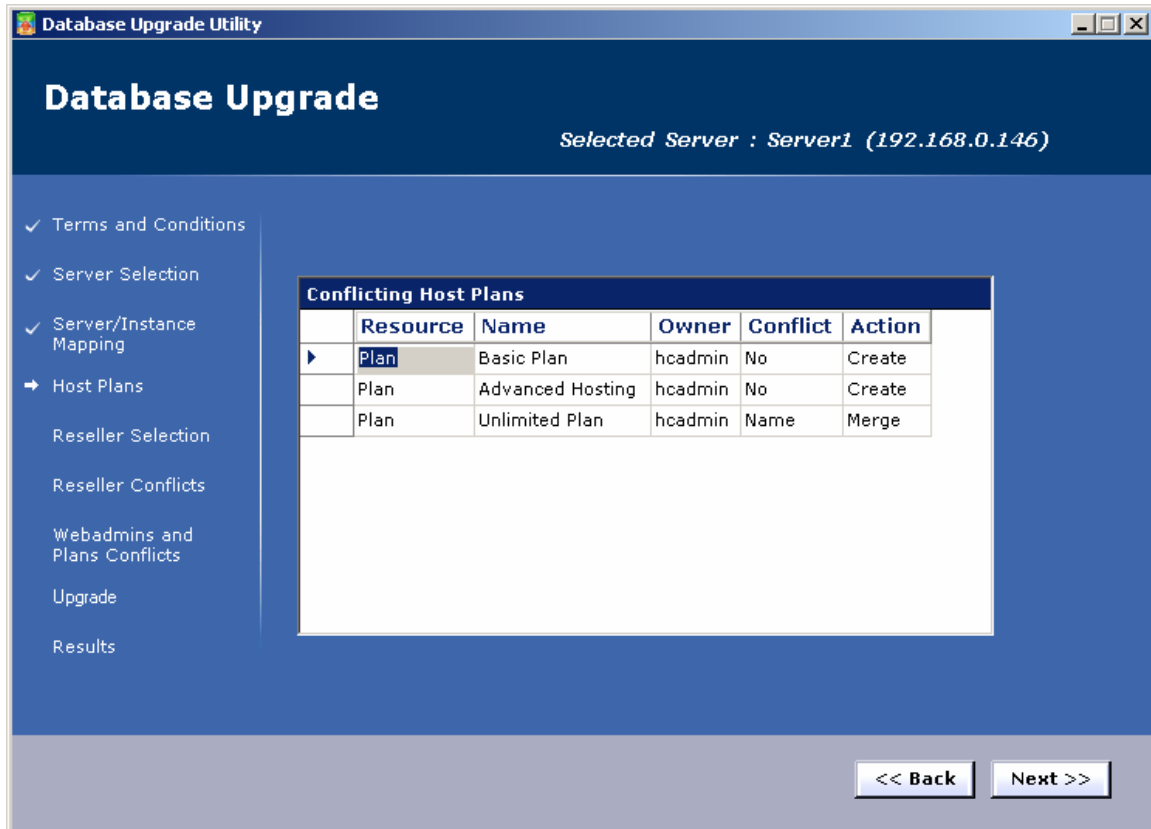 Database Upgrade Utility
Database Upgrade
Selected Server : Server1 (192.168.0.146)
Terms and Conditions
Server Selection
Server/Instance
Mapping
Host Plans
Reseller Selection
Reseller Conflicts
Webadmins and
Plans Conflicts
Upgrade
Results
Conflicting Host Plans
Resource Name Owner Conflict Action
Plan Basic Plan hcadmin No Create
Plan Advanced Hosting hcadmin No Create
Plan Unlimited Plan hcadmin Name Merge
<< Back Next >>